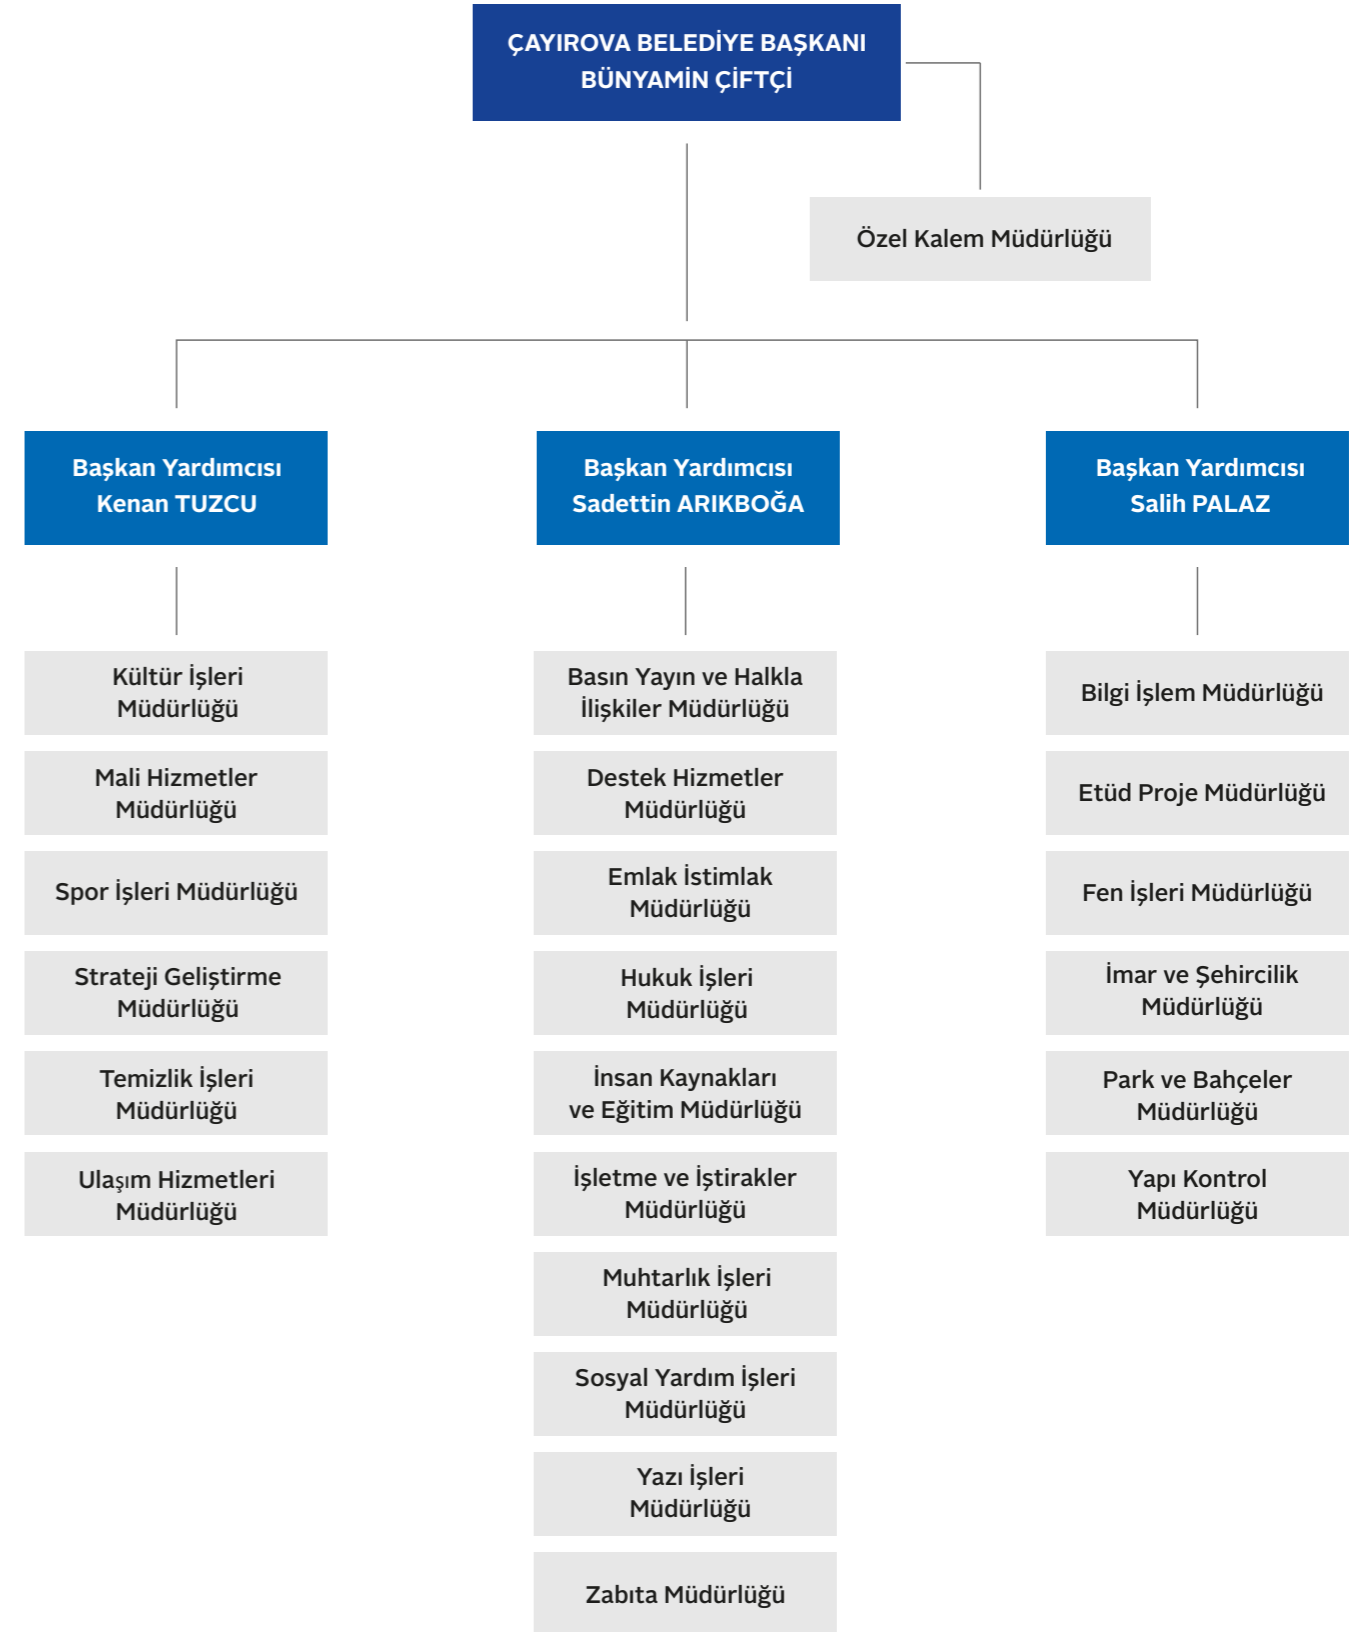 ÇAYIROVA BELEDİYE BAŞKANI
BÜNYAMİN ÇİFTÇİ
Özel Kalem Müdürlüğü
Başkan Yardımcısı
Kenan TUZCU
Kültür İşleri
Müdürlüğü
Mali Hizmetler
Müdürlüğü
Spor İşleri Müdürlüğü
Strateji Geliştirme
Müdürlüğü
Temizlik İşleri
Müdürlüğü
Ulaşım Hizmetleri
Müdürlüğü
Başkan Yardımcısı
Sadettin ARIKBOĞA
Basın Yayın ve Halkla
İlişkiler Müdürlüğü
Destek Hizmetler
Müdürlüğü
Emlak İstimlak
Müdürlüğü
Hukuk İşleri
Müdürlüğü
İnsan Kaynakları
ve Eğitim Müdürlüğü
İşletme ve İştirakler
Müdürlüğü
Muhtarlık İşleri
Müdürlüğü
Sosyal Yardım İşleri
Müdürlüğü
Yazı İşleri
Müdürlüğü
Zabıta Müdürlüğü
Başkan Yardımcısı
Salih PALAZ
Bilgi İşlem Müdürlüğü
Etüd Proje Müdürlüğü
Fen İşleri Müdürlüğü
İmar ve Şehircilik
Müdürlüğü
Park ve Bahçeler
Müdürlüğü
Yapı Kontrol
Müdürlüğü